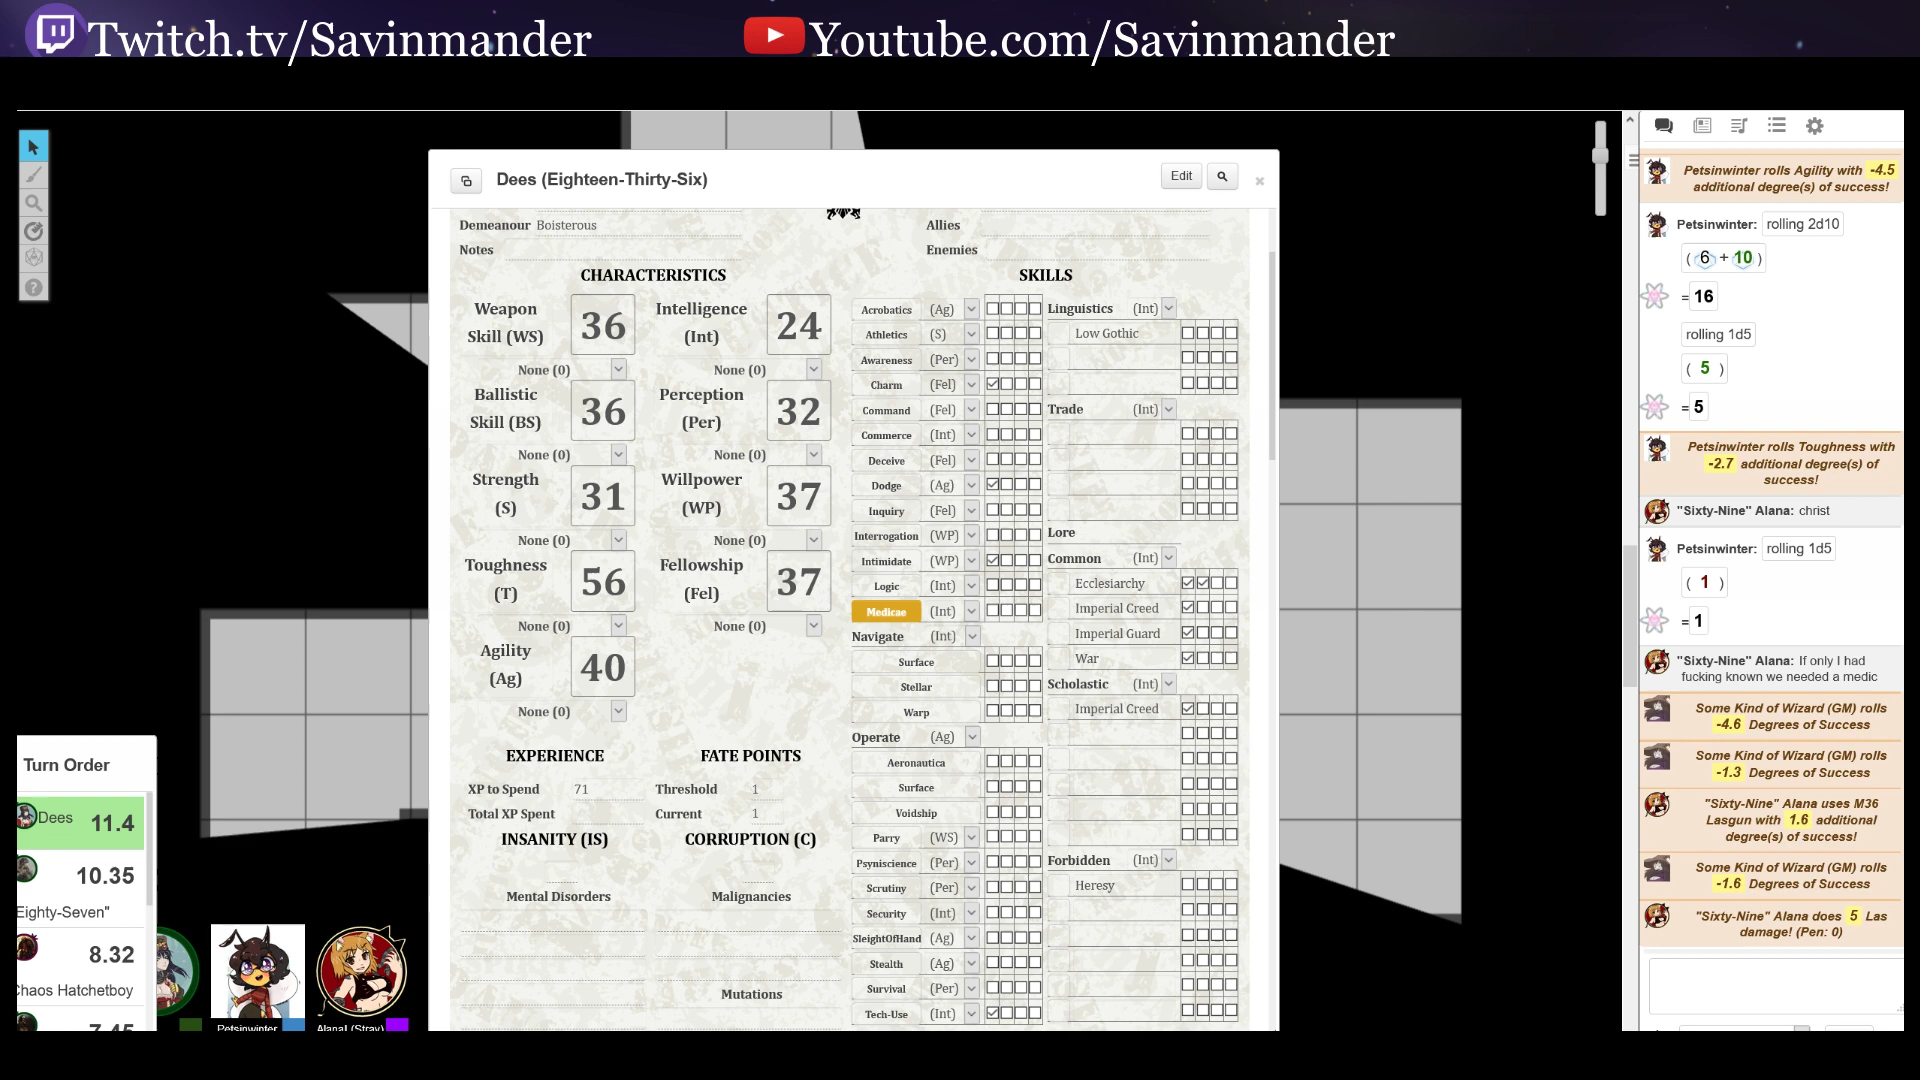 Twitch.tv/Savinmander
Youtube.com/Savinmander
Dees (Eighteen-Thirty-Six)
Edit
Demeanour Boisterous
Notes
Allies
Enemies
CHARACTERISTICS
Weapon Skill (WS) 36
None (0)
Intelligence (Int) 24
None (0)
Ballistic Skill (BS) 36
None (0)
Perception (Per) 32
None (0)
Strength (S) 31
None (0)
Willpower (WP) 37
None (0)
Toughness (T) 56
None (0)
Fellowship (Fel) 37
None (0)
Agility (Ag) 40
None (0)
EXPERIENCE
XP to Spend 71
Total XP Spent
FATE POINTS
Threshold 1
Current 1
INSANITY (IS)
Mental Disorders
CORRUPTION (C)
Malignancies
Mutations
SKILLS
Acrobatics (Ag)
Athletics (S)
Awareness (Per)
Charm (Fel)
Command (Fel)
Commerce (Int)
Deceive (Fel)
Dodge (Ag)
Inquiry (Fel)
Interrogation (WP)
Intimidate (WP)
Logic (Int)
Medicae (Int)
Navigate (Int)
Surface
Stellar
Warp
Operate (Ag)
Aeronautica
Surface
Voidship
Parry (WS)
Psyniscience (Per)
Scrutiny (Per)
Security (Int)
SleightOfHand (Ag)
Stealth (Ag)
Survival (Per)
Tech-Use (Int)
Linguistics (Int)
Low Gothic
Trade (Int)
Lore
Common (Int)
Ecclesiarchy
Imperial Creed
Imperial Guard
War
Scholastic (Int)
Imperial Creed
Forbidden (Int)
Heresy
Turn Order
Dees 11.4
10.35
Eighty-Seven"
8.32
Chaos Hatchetboy
7.45
Petsinwinter
Alana! (Stray)
Petsinwinter rolls Agility with -4.5
additional degree(s) of success!
Petsinwinter: rolling 2d10
( 6 + 10 )
= 16
rolling 1d5
( 5 )
= 5
Petsinwinter rolls Toughness with
-2.7 additional degree(s) of
success!
"Sixty-Nine" Alana: christ
Petsinwinter: rolling 1d5
( 1 )
= 1
"Sixty-Nine" Alana: If only I had
fucking known we needed a medic
Some Kind of Wizard (GM) rolls
-4.6 Degrees of Success
Some Kind of Wizard (GM) rolls
-1.3 Degrees of Success
"Sixty-Nine" Alana uses M36
Lasgun with 1.6 additional
degree(s) of success!
Some Kind of Wizard (GM) rolls
-1.6 Degrees of Success
"Sixty-Nine" Alana does 5 Las
damage! (Pen: 0)